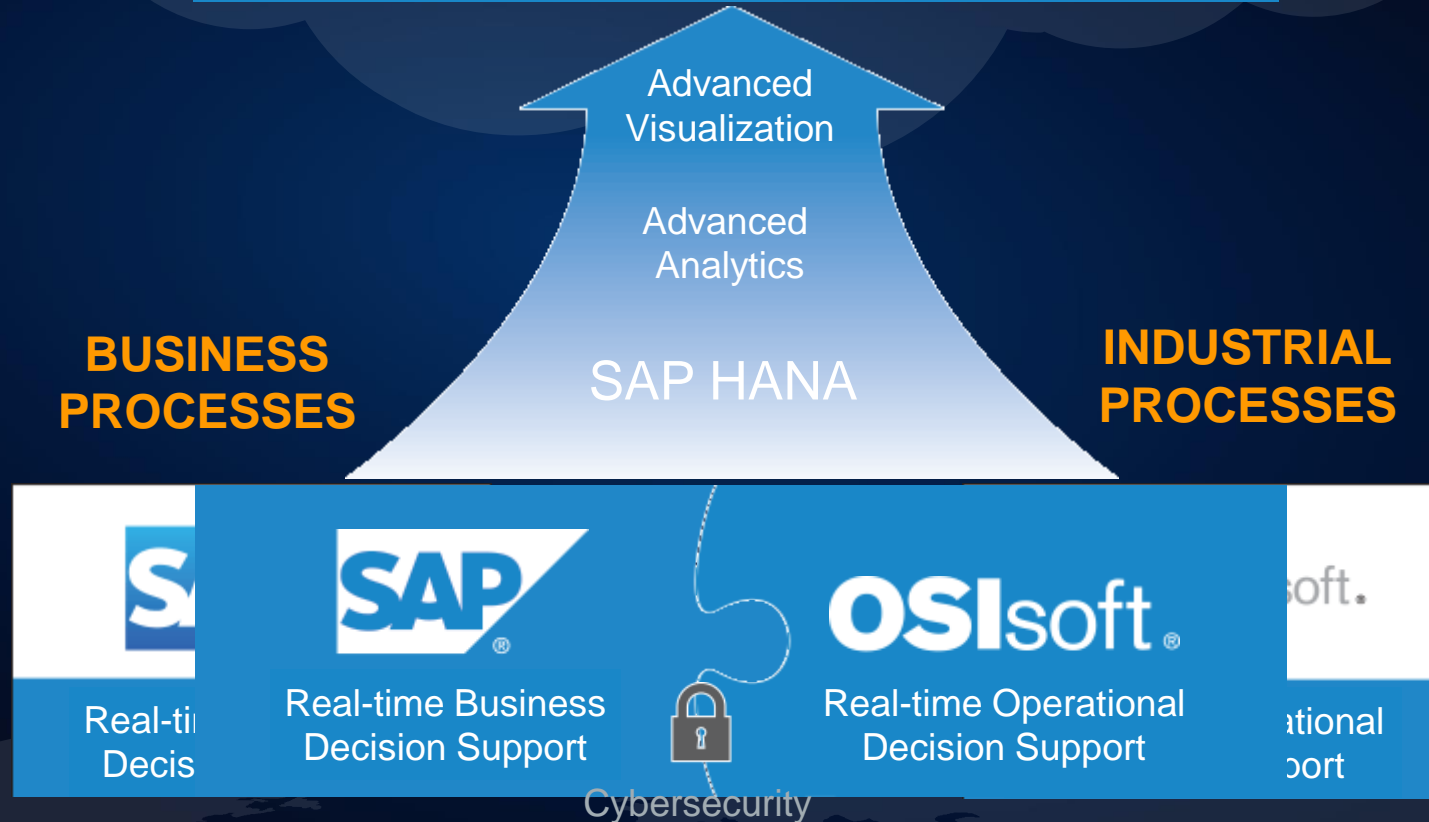 Advanced
Visualization
Advanced
Analytics
SAP HANA
BUSINESS
PROCESSES
INDUSTRIAL
PROCESSES
SAP®
OSIsoft®
soft.
Real-time Business
Decision Support
Real-time Operational
Decision Support
Cybersecurity